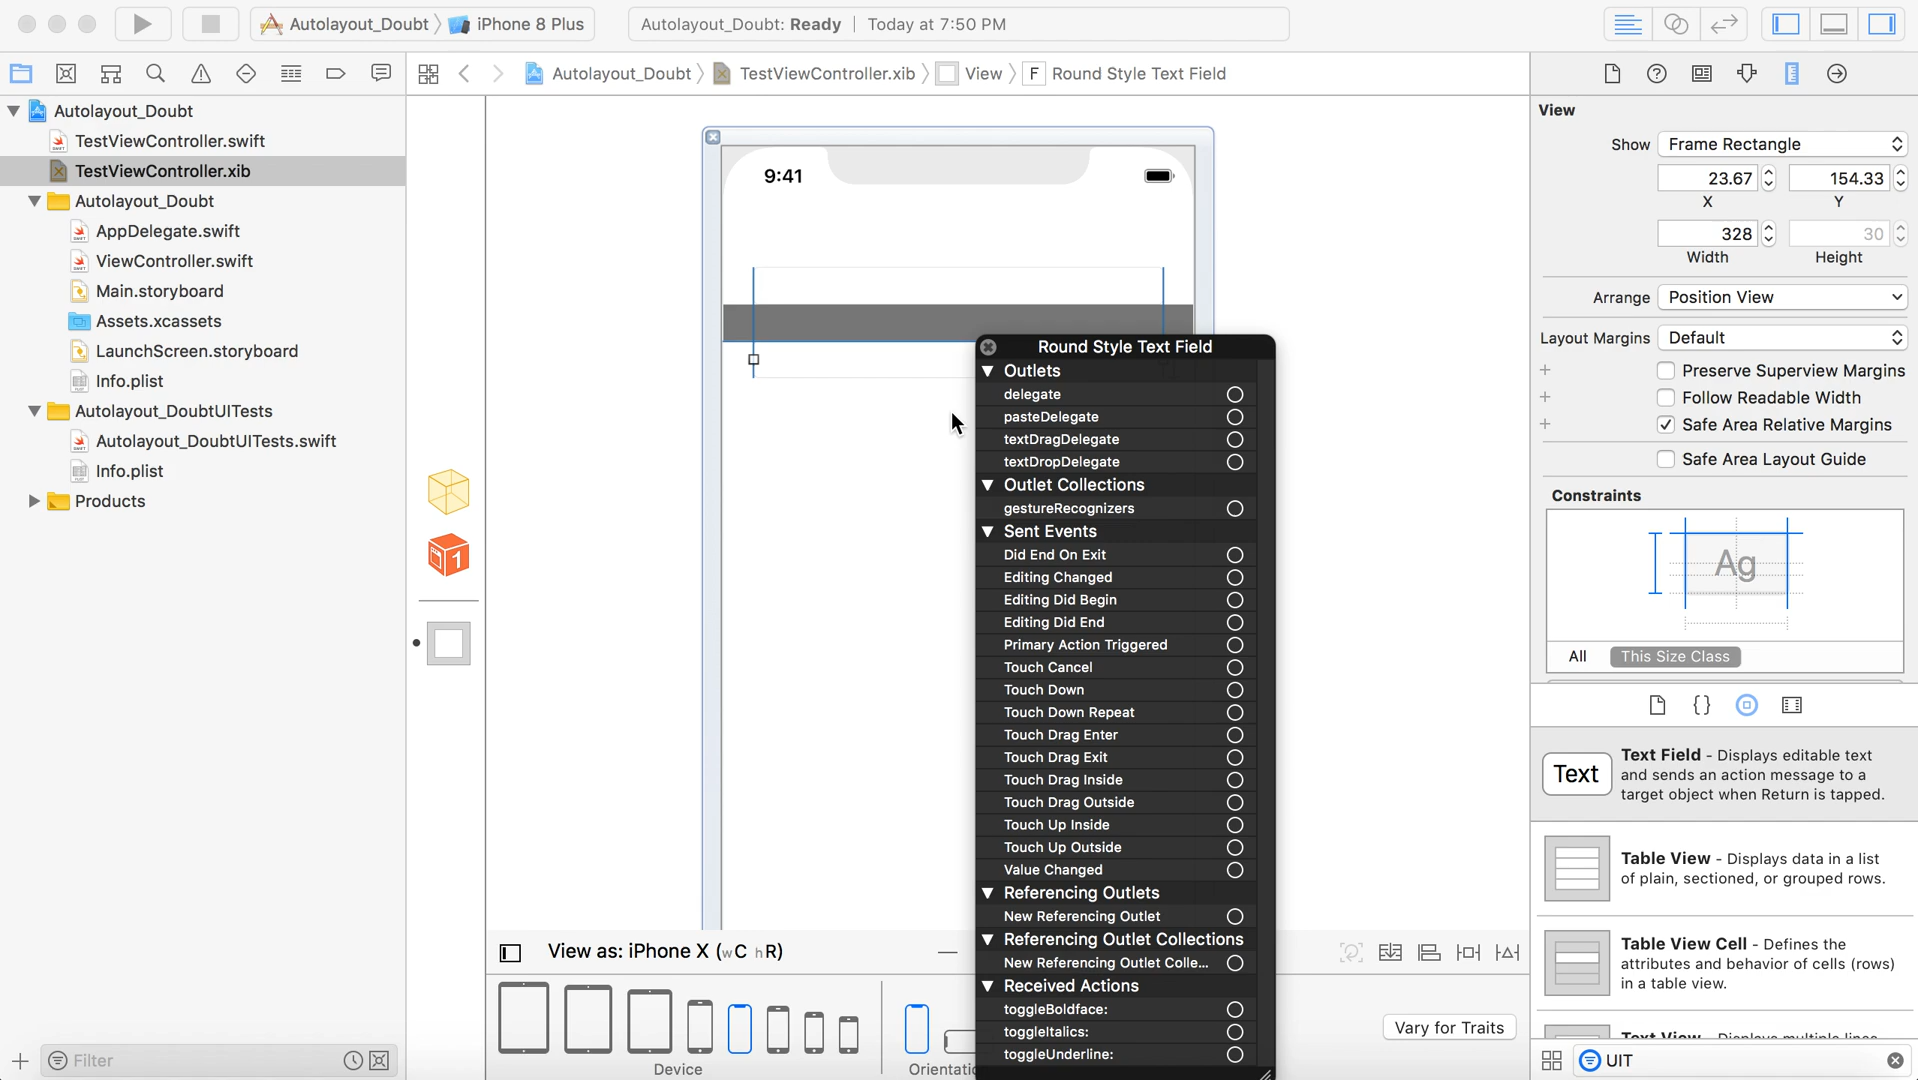 Autolayout_Doubt
iPhone 8 Plus
Autolayout_Doubt: Ready
Today at 7:50 PM
Autolayout_Doubt
TestViewController.xib
View
F
Round Style Text Field
Autolayout_Doubt
TestViewController.swift
TestViewController.xib
Autolayout_Doubt
AppDelegate.swift
ViewController.swift
Main.storyboard
Assets.xcassets
LaunchScreen.storyboard
Info.plist
Autolayout_DoubtUITests
Autolayout_DoubtUITests.swift
Info.plist
Products
Filter
1
9:41
Round Style Text Field
Outlets
delegate
pasteDelegate
textDragDelegate
textDropDelegate
Outlet Collections
gestureRecognizers
Sent Events
Did End On Exit
Editing Changed
Editing Did Begin
Editing Did End
Primary Action Triggered
Touch Cancel
Touch Down
Touch Down Repeat
Touch Drag Enter
Touch Drag Exit
Touch Drag Inside
Touch Drag Outside
Touch Up Inside
Touch Up Outside
Value Changed
Referencing Outlets
New Referencing Outlet
Referencing Outlet Collections
New Referencing Outlet Colle...
Received Actions
toggleBoldface:
toggleItalics:
toggleUnderline:
View as: iPhone X (wC hR)
Device
Orientatio
Vary for Traits
View
Show
Frame Rectangle
23.67
154.33
X
Y
328
30
Width
Height
Arrange
Position View
Layout Margins
Default
Preserve Superview Margins
Follow Readable Width
Safe Area Relative Margins
Safe Area Layout Guide
Constraints
Ag
All
This Size Class
{}
Text
Text Field - Displays editable text
and sends an action message to a
target object when Return is tapped.
Table View - Displays data in a list
of plain, sectioned, or grouped rows.
Table View Cell - Defines the
attributes and behavior of cells (rows)
in a table view.
Text View - Displays multiple lines
UIT